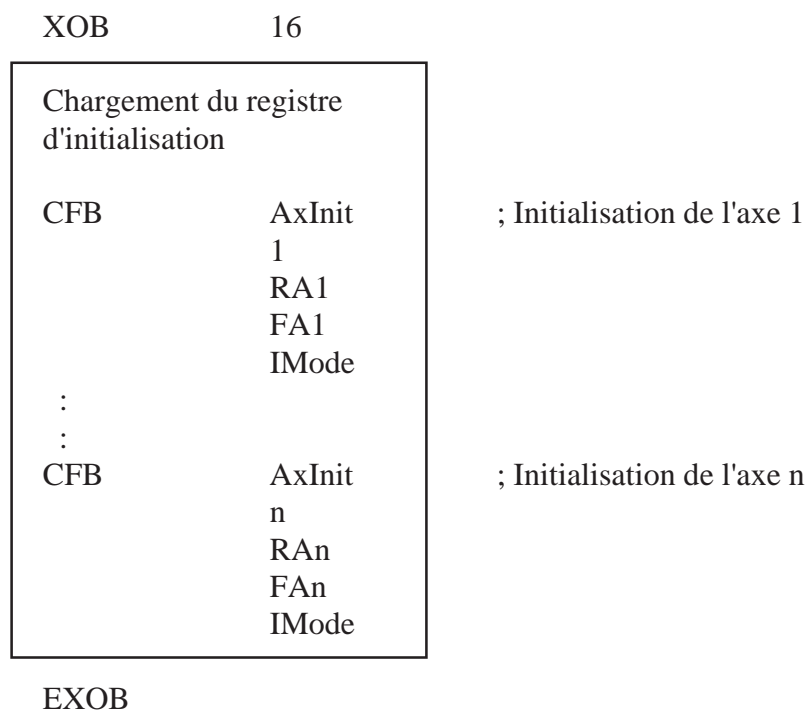 XOB 16
Chargement du registre
d'initialisation
CFB AxInit ; Initialisation de l'axe 1
1
RA1
FA1
IMode
:
:
CFB AxInit ; Initialisation de l'axe n
n
RAn
FAn
IMode
EXOB